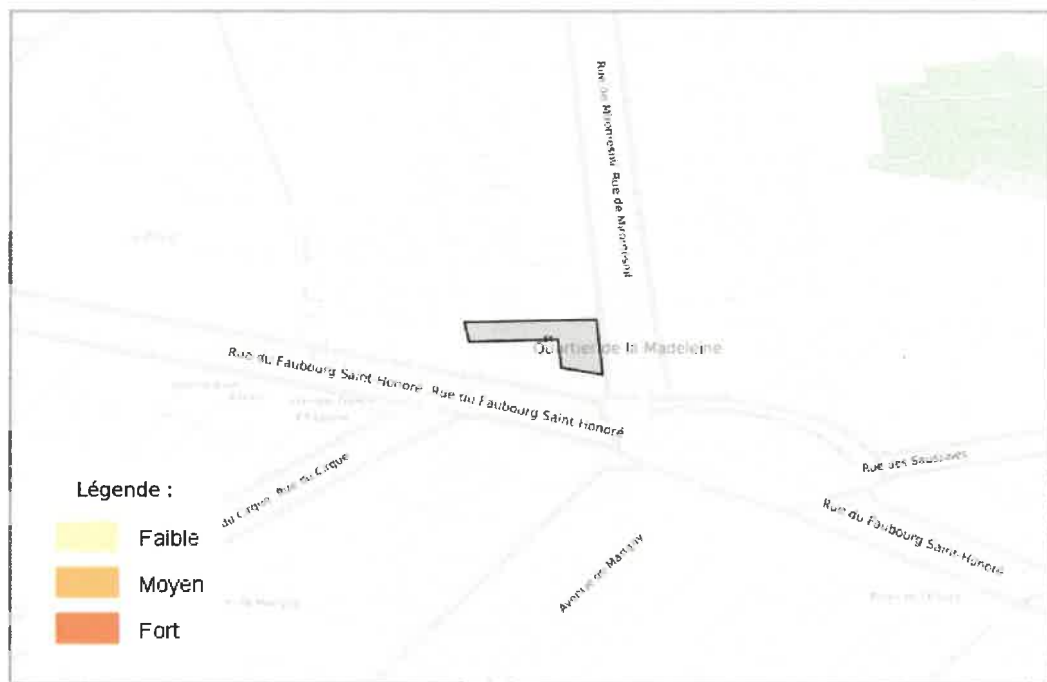 Rue de Miromesnil Rue de Miromesnil
Quartier de la Madeleine
Rue du Faubourg Saint-Honoré Rue du Faubourg Saint-Honoré
Rue des Saussaies
du Cirque Rue du Cirque
Rue du Faubourg Saint-Honoré
Avenue de Marigny
Légende :
Faible
Moyen
Fort